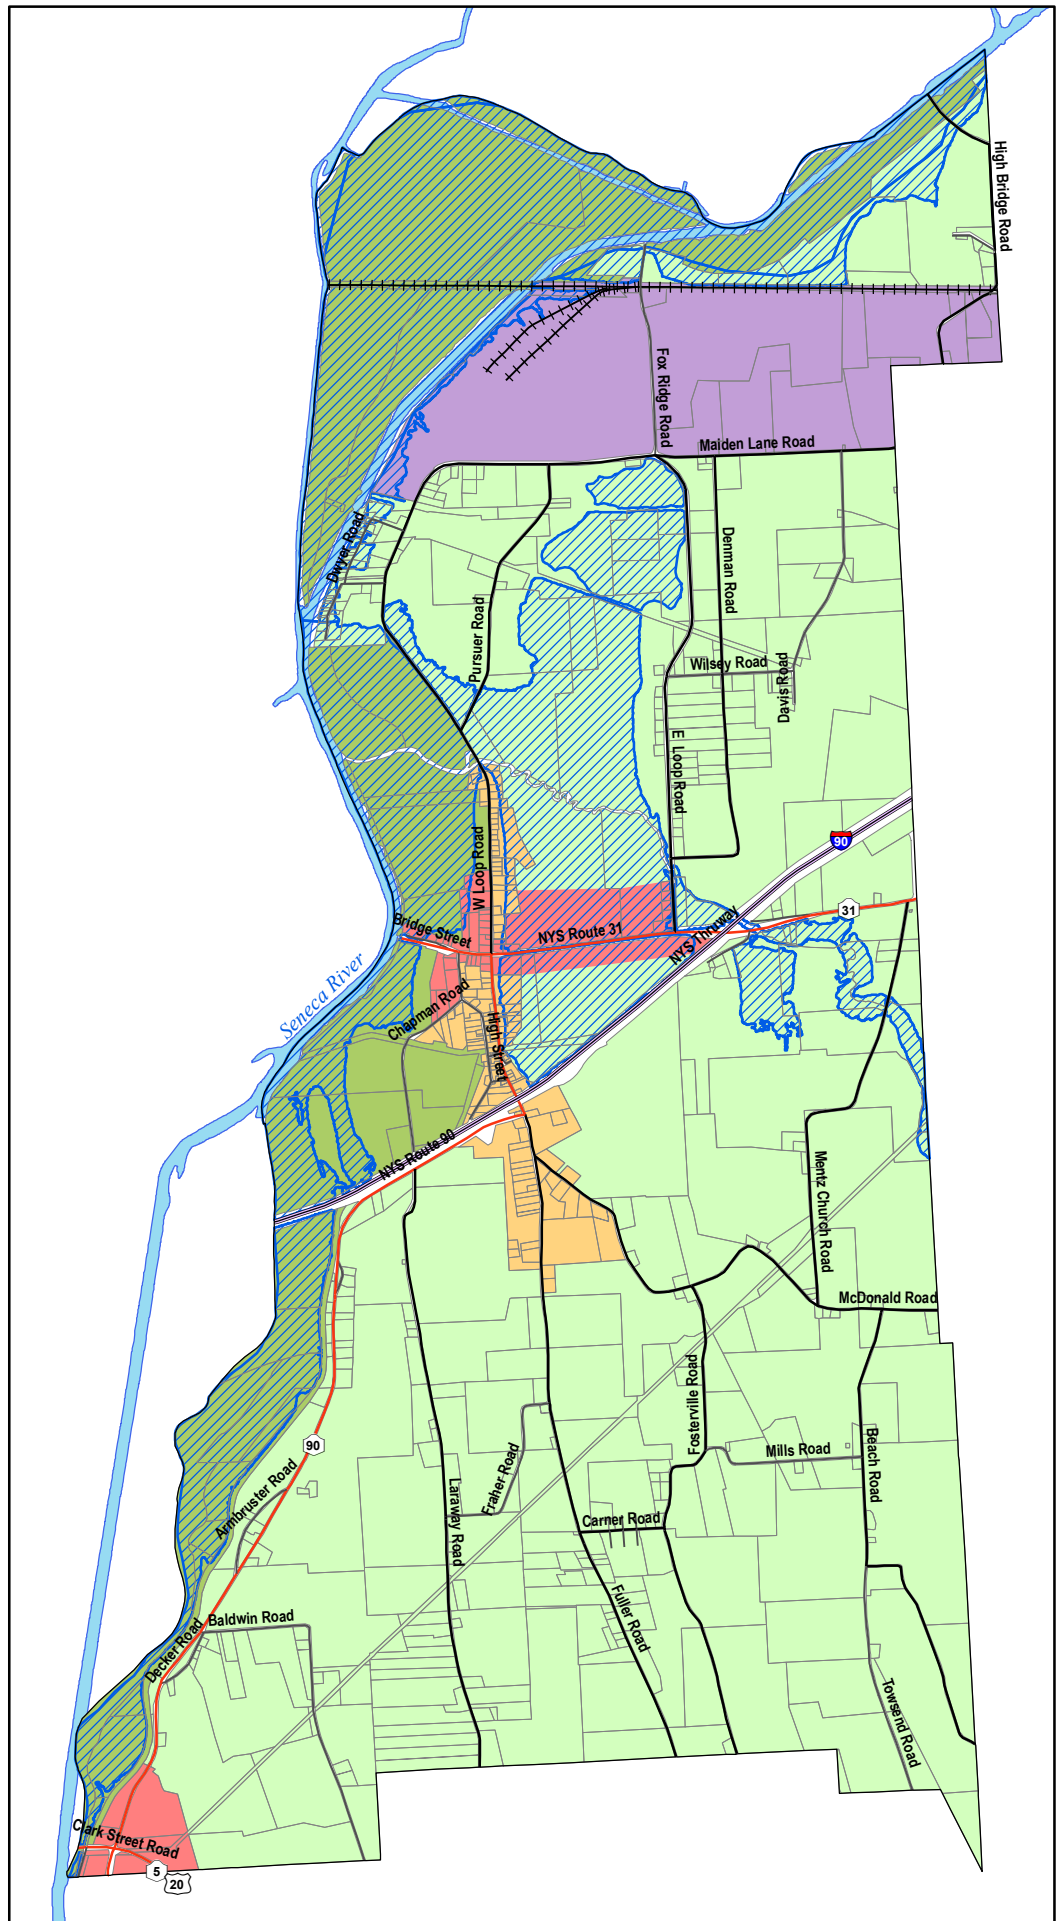 High Bridge Road
Fox Ridge Road
Maiden Lane Road
Dwyer Road
Denman Road
Pursuer Road
Wilsey Road
Davis Road
E Loop Road
90
W Loop Road
31
Bridge Street
NYS Route 31
NYS Thruway
Seneca River
Chapman Road
High Street
NYS Route 90
Mentz Church Road
McDonald Road
Fosterville Road
90
Mills Road
Beach Road
Armbruster Road
Fraher Road
Laraway Road
Carner Road
Fuller Road
Baldwin Road
Decker Road
Towsend Road
Clark Street Road
5
20